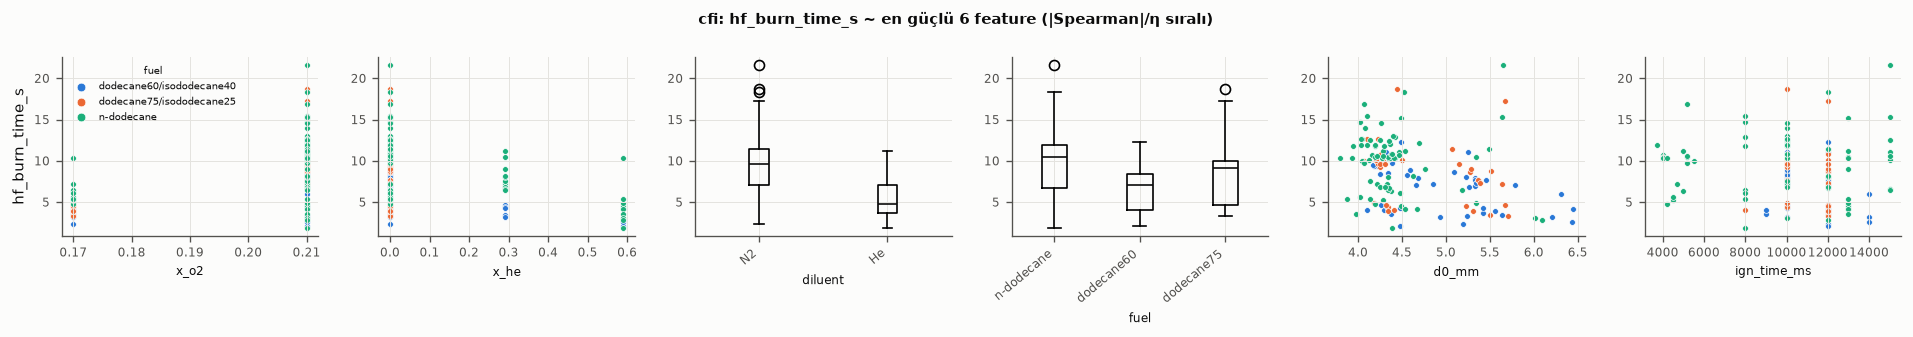 cfi: hf_burn_time_s ~ en güçlü 6 feature (|Spearman|/η sıralı)
hf_burn_time_s
20
15
10
5
fuel
dodecane60/isododecane40
dodecane75/isododecane25
n-dodecane
0.17 0.18 0.19 0.20 0.21
x_o2
20
15
10
5
0.0 0.1 0.2 0.3 0.4 0.5 0.6
x_he
20
15
10
5
N2 He
diluent
20
15
10
5
n-dodecane dodecane60 dodecane75
fuel
20
15
10
5
4.0 4.5 5.0 5.5 6.0 6.5
d0_mm
20
15
10
5
4000 6000 8000 10000 12000 14000
ign_time_ms